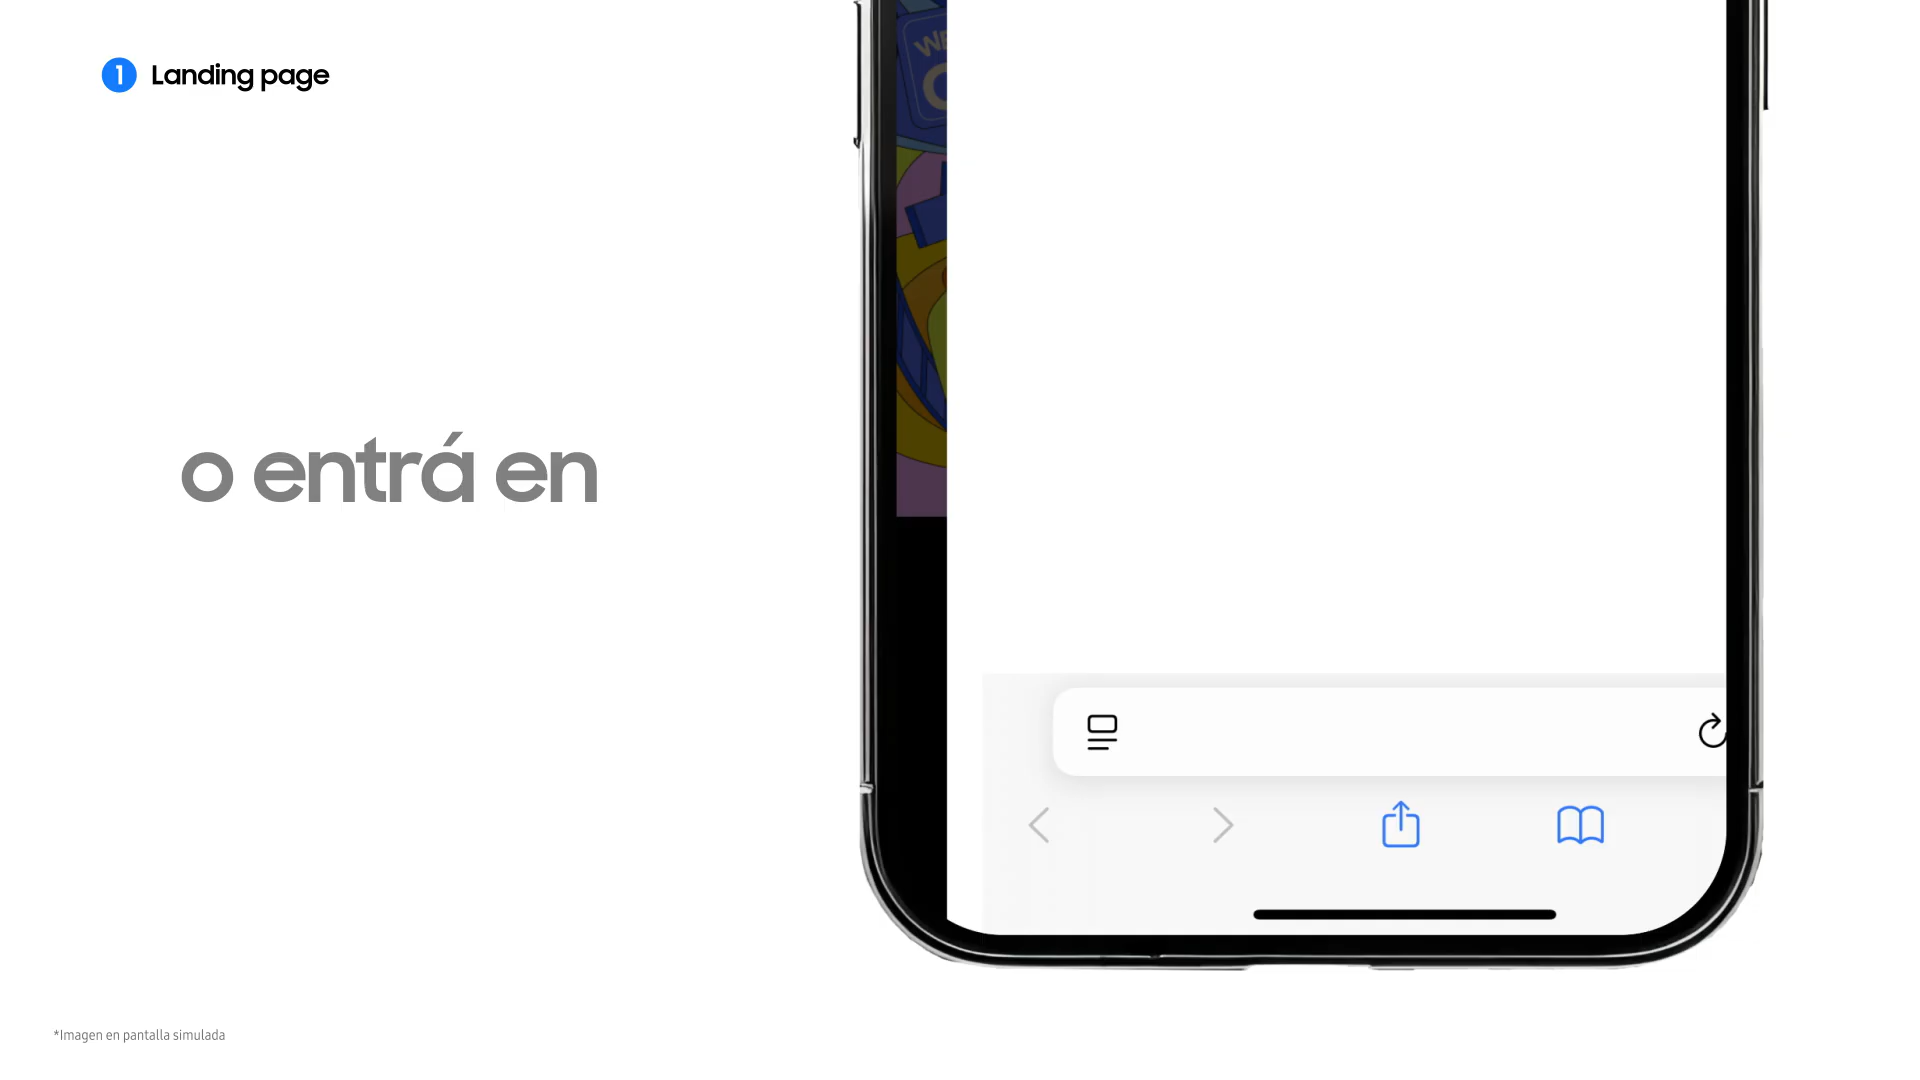 1 Landing page
o entrá en
*Imagen en pantalla simulada